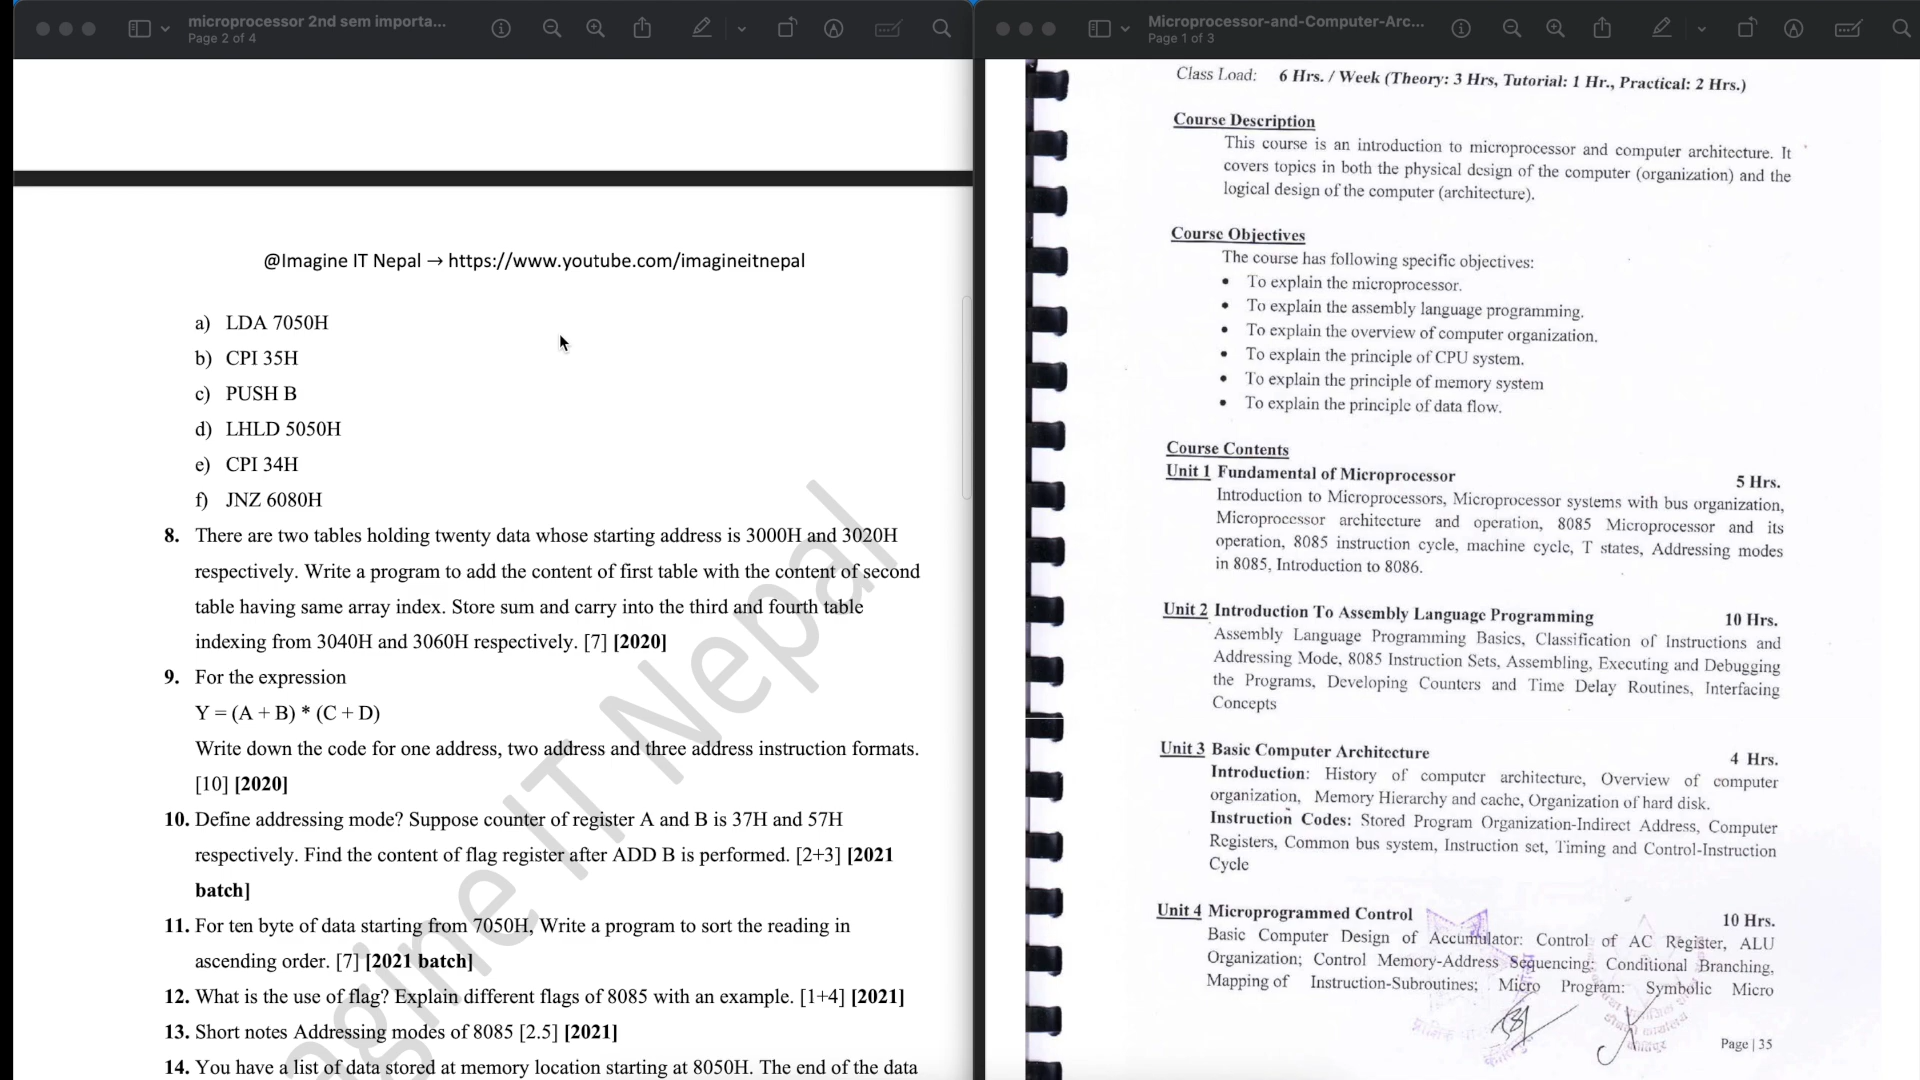 microprocessor 2nd sem importa...
Page 2 of 4
@Imagine IT Nepal → https://www.youtube.com/imagineitnepal
a) LDA 7050H
b) CPI 35H
c) PUSH B
d) LHLD 5050H
e) CPI 34H
f) JNZ 6080H
8. There are two tables holding twenty data whose starting address is 3000H and 3020H
respectively. Write a program to add the content of first table with the content of second
table having same array index. Store sum and carry into the third and fourth table
indexing from 3040H and 3060H respectively. [7] [2020]
9. For the expression
Y = (A + B) * (C + D)
Write down the code for one address, two address and three address instruction formats.
[10] [2020]
10. Define addressing mode? Suppose counter of register A and B is 37H and 57H
respectively. Find the content of flag register after ADD B is performed. [2+3] [2021
batch]
11. For ten byte of data starting from 7050H, Write a program to sort the reading in
ascending order. [7] [2021 batch]
12. What is the use of flag? Explain different flags of 8085 with an example. [1+4] [2021]
13. Short notes Addressing modes of 8085 [2.5] [2021]
14. You have a list of data stored at memory location starting at 8050H. The end of the data
agine IT Nepal
Microprocessor-and-Computer-Arc...
Page 1 of 3
Class Load: 6 Hrs. / Week (Theory: 3 Hrs, Tutorial: 1 Hr., Practical: 2 Hrs.)
Course Description
This course is an introduction to microprocessor and computer architecture. It
covers topics in both the physical design of the computer (organization) and the
logical design of the computer (architecture).
Course Objectives
The course has following specific objectives:
• To explain the microprocessor.
• To explain the assembly language programming.
• To explain the overview of computer organization.
• To explain the principle of CPU system.
• To explain the principle of memory system
• To explain the principle of data flow.
Course Contents
Unit 1 Fundamental of Microprocessor 5 Hrs.
Introduction to Microprocessors, Microprocessor systems with bus organization,
Microprocessor architecture and operation, 8085 Microprocessor and its
operation, 8085 instruction cycle, machine cycle, T states, Addressing modes
in 8085, Introduction to 8086.
Unit 2 Introduction To Assembly Language Programming 10 Hrs.
Assembly Language Programming Basics, Classification of Instructions and
Addressing Mode, 8085 Instruction Sets, Assembling, Executing and Debugging
the Programs, Developing Counters and Time Delay Routines, Interfacing
Concepts
Unit 3 Basic Computer Architecture 4 Hrs.
Introduction: History of computer architecture, Overview of computer
organization, Memory Hierarchy and cache, Organization of hard disk.
Instruction Codes: Stored Program Organization-Indirect Address, Computer
Registers, Common bus system, Instruction set, Timing and Control-Instruction
Cycle
Unit 4 Microprogrammed Control 10 Hrs.
Basic Computer Design of Accumulator: Control of AC Register, ALU
Organization; Control Memory-Address Sequencing: Conditional Branching,
Mapping of Instruction-Subroutines; Micro Program: Symbolic Micro
Page | 35